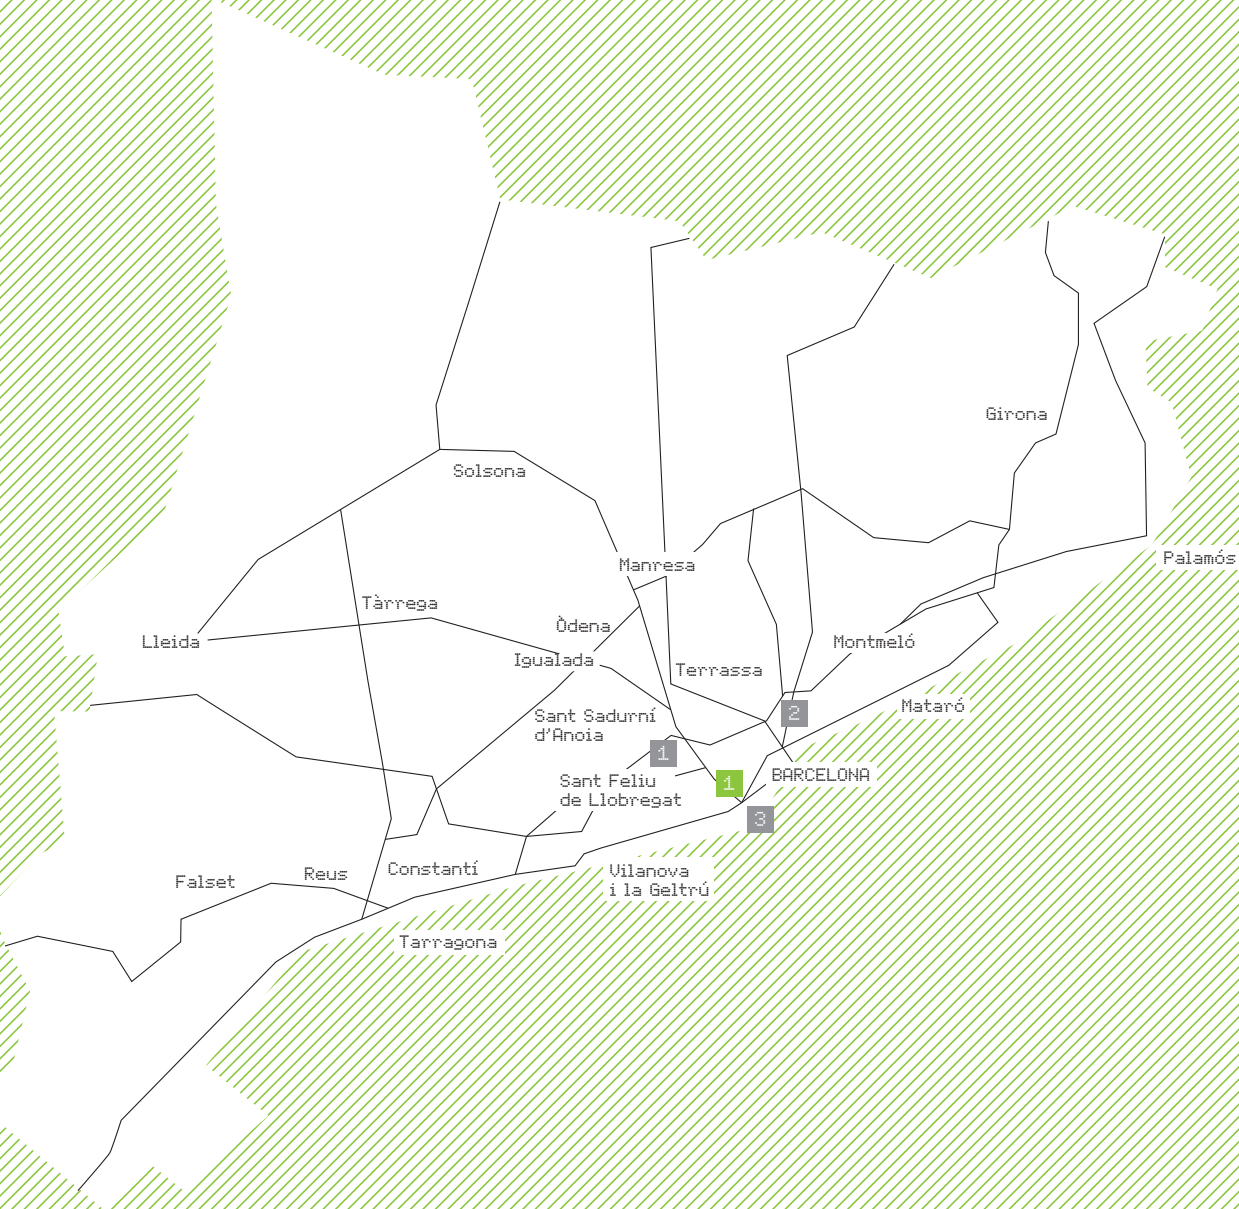 Girona
Solsona
Palamós
Manresa
Tàrrega
Òdena
Lleida
Montmeló
Igualada
Terrassa
Mataró
Sant Sadurní
d'Anoia
2
1
BARCELONA
Sant Feliu
de Llobregat
1
3
Constantí
Vilanova
i la Geltrú
Reus
Falset
Tarragona